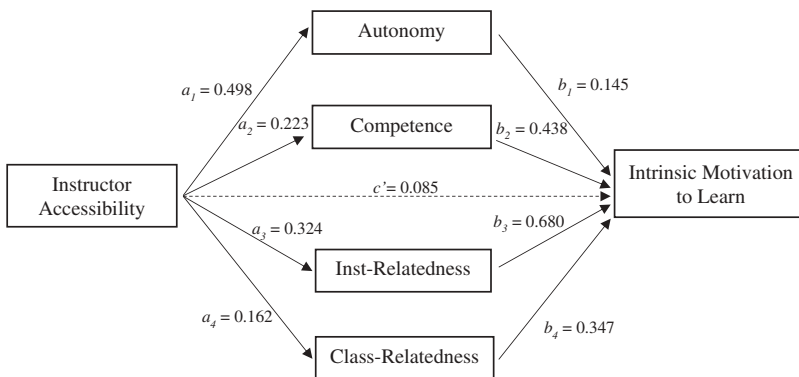 Autonomy
a1 = 0.498
b1 = 0.145
a2 = 0.223
Competence
b2 = 0.438
Instructor
Accessibility
c’= 0.085
Intrinsic Motivation
to Learn
a3 = 0.324
b3 = 0.680
Inst-Relatedness
a4 = 0.162
b4 = 0.347
Class-Relatedness